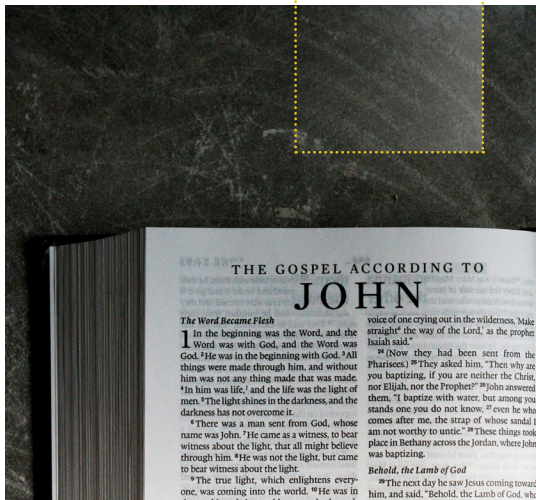 THE GOSPEL ACCORDING TO
JOHN
The Word Became Flesh
1 In the beginning was the Word, and the
Word was with God, and the Word was
God. 2 He was in the beginning with God. 3 All
things were made through him, and without
him was not any thing made that was made.
4 In him was life,¹ and the life was the light of
men. 5 The light shines in the darkness, and the
darkness has not overcome it.
6 There was a man sent from God, whose
name was John. 7 He came as a witness, to bear
witness about the light, that all might believe
through him. 8 He was not the light, but came
to bear witness about the light.
9 The true light, which enlightens every-
one, was coming into the world. 10 He was in
voice of one crying out in the wilderness, ‘Make
straight⁶ the way of the Lord,’ as the prophet
Isaiah said.”
24 (Now they had been sent from the
Pharisees.) 25 They asked him, “Then why are
you baptizing, if you are neither the Christ,
nor Elijah, nor the Prophet?” 26 John answered
them, “I baptize with water, but among you
stands one you do not know, 27 even he who
comes after me, the strap of whose sandal I
am not worthy to untie.” 28 These things took
place in Bethany across the Jordan, where John
was baptizing.
Behold, the Lamb of God
29 The next day he saw Jesus coming toward
him, and said, “Behold, the Lamb of God, who